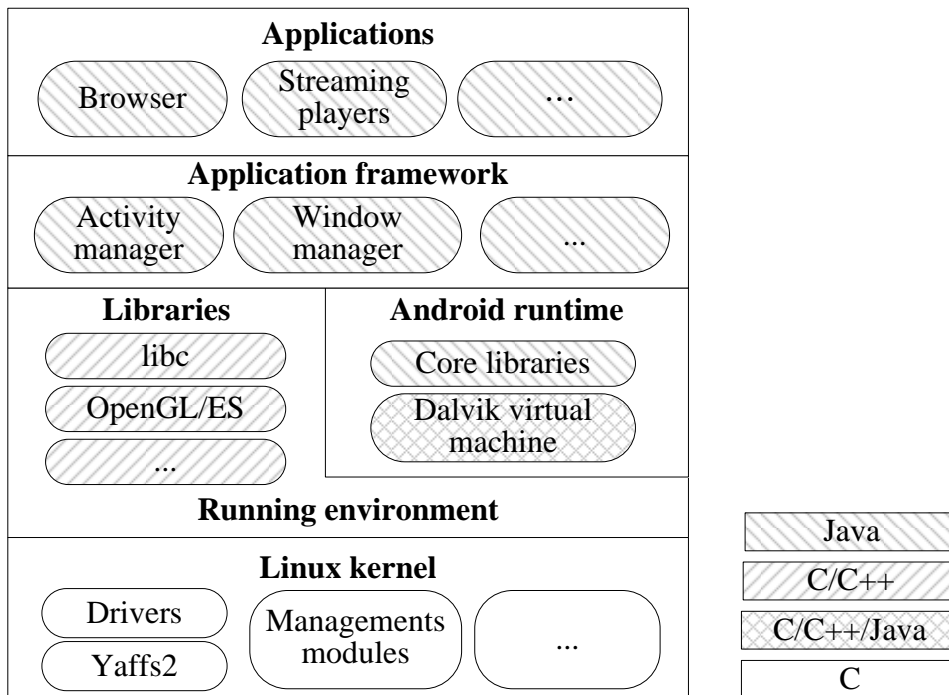 Applications
Browser
Streaming
players
...
Application framework
Activity
manager
Window
manager
...
Libraries
libc
OpenGL/ES
...
Android runtime
Core libraries
Dalvik virtual
machine
Running environment
Linux kernel
Drivers
Yaffs2
Managements
modules
...
Java
C/C++
C/C++/Java
C